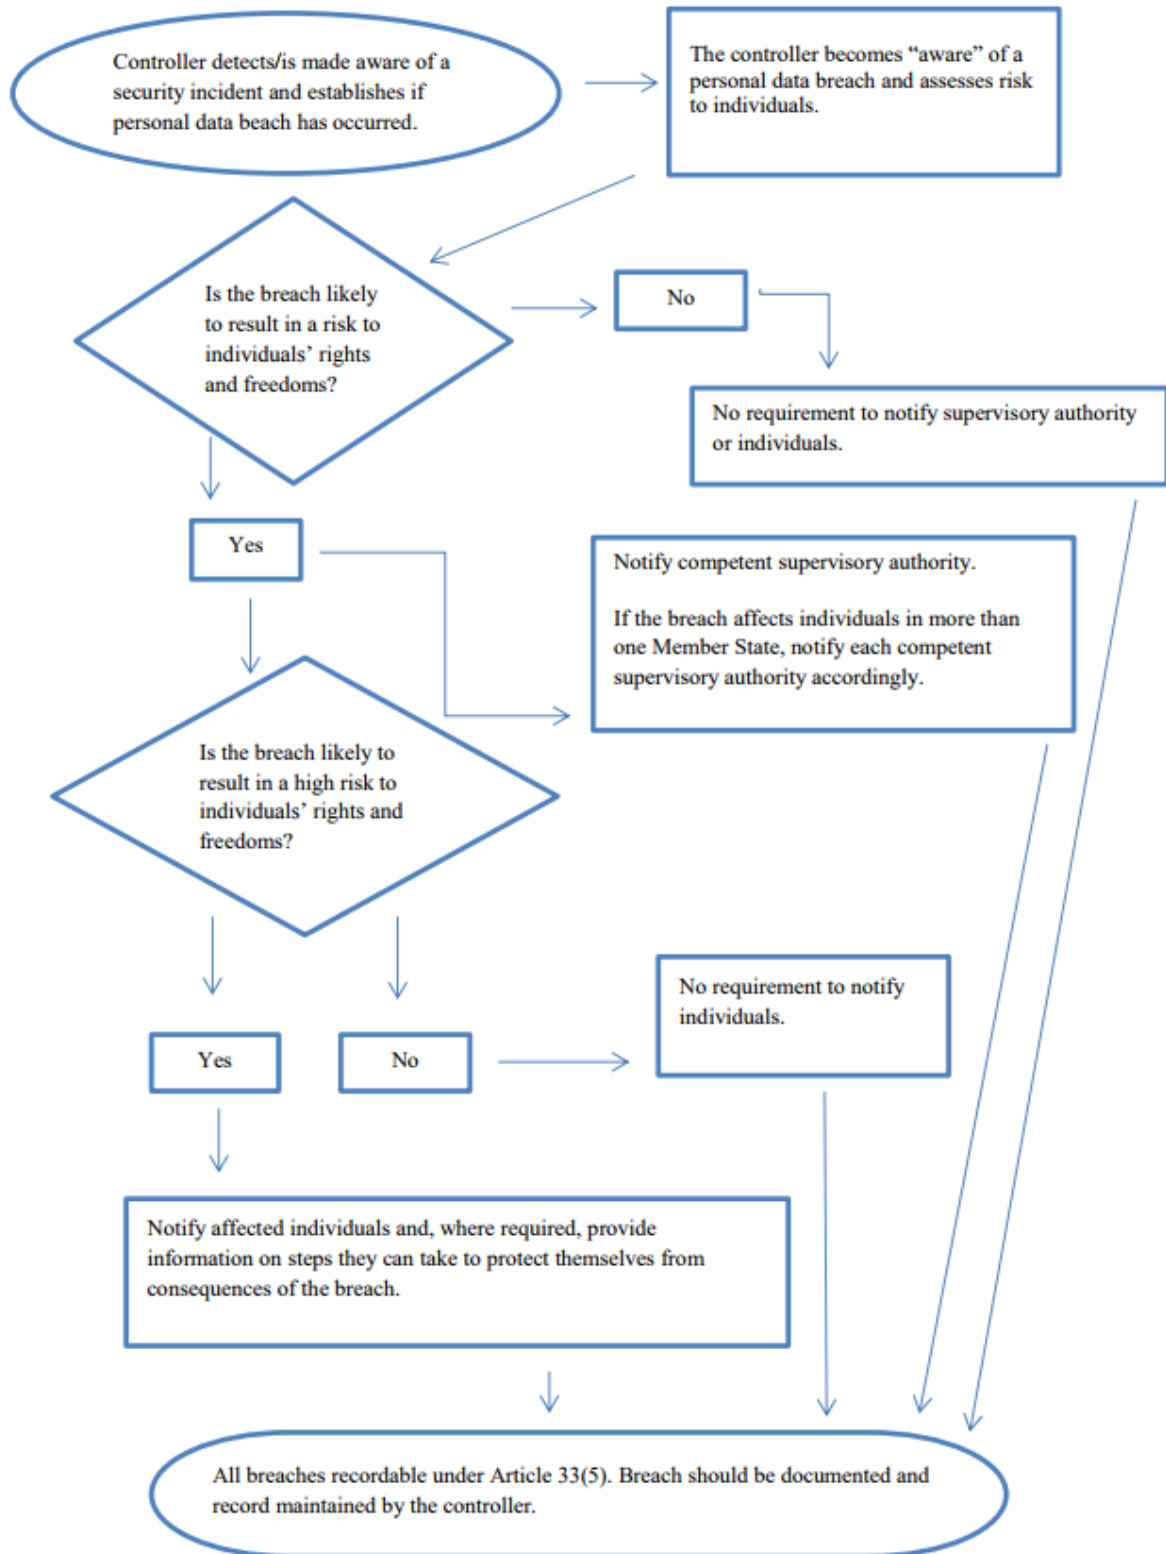 Controller detects/is made aware of a
security incident and establishes if
personal data beach has occurred.
The controller becomes “aware” of a
personal data breach and assesses risk
to individuals.
Is the breach likely
to result in a risk to
individuals’ rights
and freedoms?
No
No requirement to notify supervisory authority
or individuals.
Yes
Notify competent supervisory authority.
If the breach affects individuals in more than
one Member State, notify each competent
supervisory authority accordingly.
Is the breach likely to
result in a high risk to
individuals’ rights and
freedoms?
Yes
No
No requirement to notify
individuals.
Notify affected individuals and, where required, provide
information on steps they can take to protect themselves from
consequences of the breach.
All breaches recordable under Article 33(5). Breach should be documented and
record maintained by the controller.